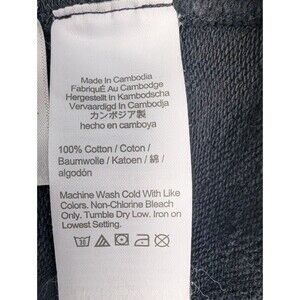 Made In Cambodia
FabriquÉ Au Cambodge
Hergestellt In Kambodscha
Vervaardigd In Cambodja
カンボジア製
hecho en camboya
100% Cotton / Coton /
Baumwolle / Katoen / 綿 /
algodón
Machine Wash Cold With Like
Colors. Non-Chlorine Bleach
Only. Tumble Dry Low. Iron on
Lowest Setting.